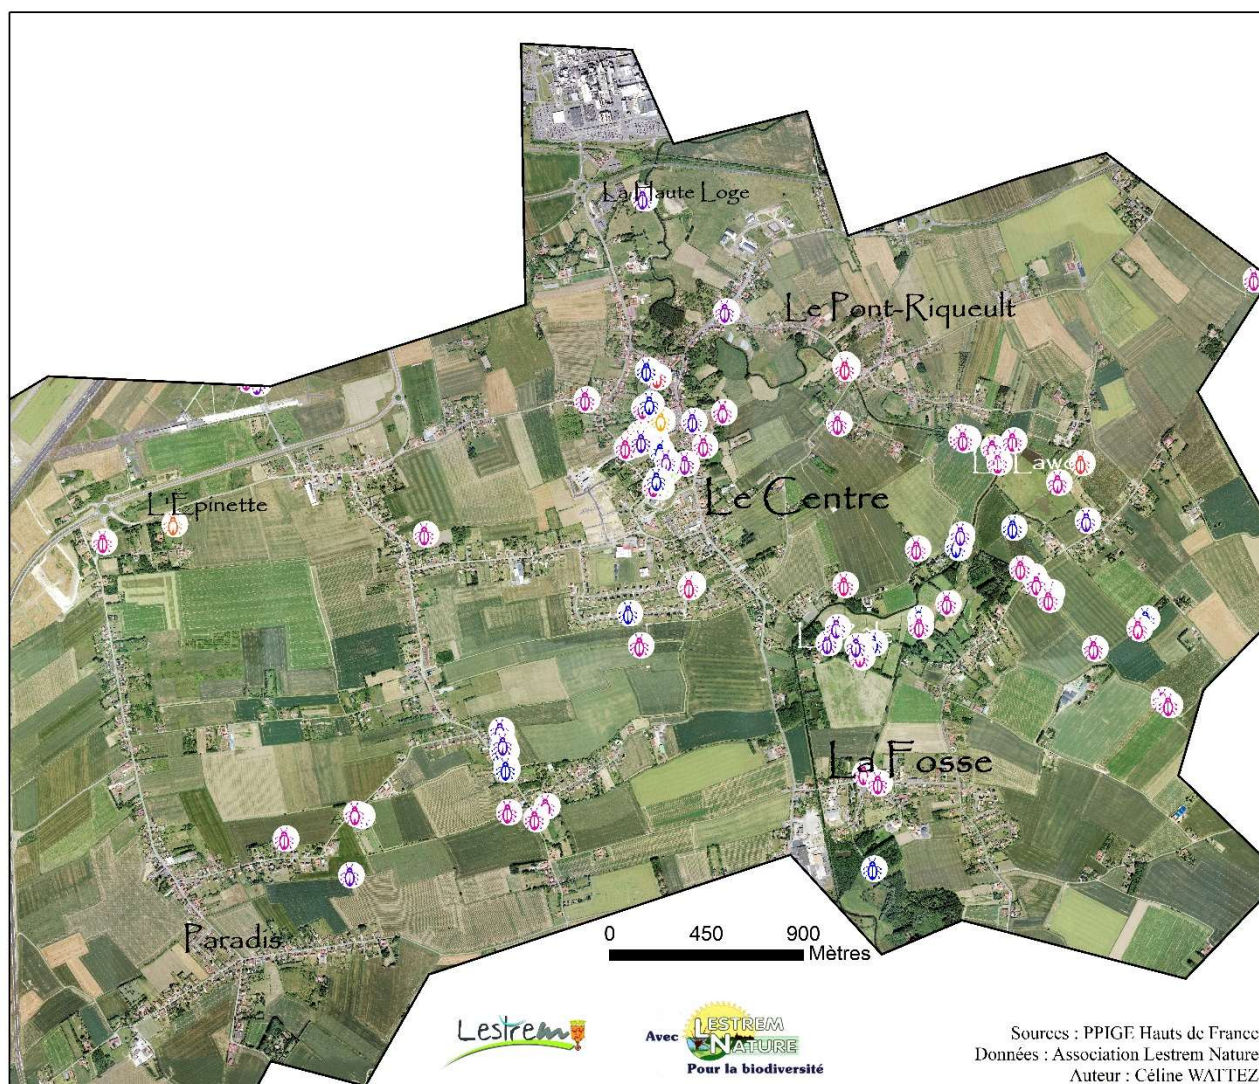 La Haute Loge
Le Pont-Riqueult
Le Centre
L'Epinette
La Fosse
Paradis
0 450 900
Mètres
Lestrem
Avec LESTREM
NATURE
Pour la biodiversité
Sources : PPIGE Hauts de France
Données : Association Lestrem Nature
Auteur : Céline WATTEZ